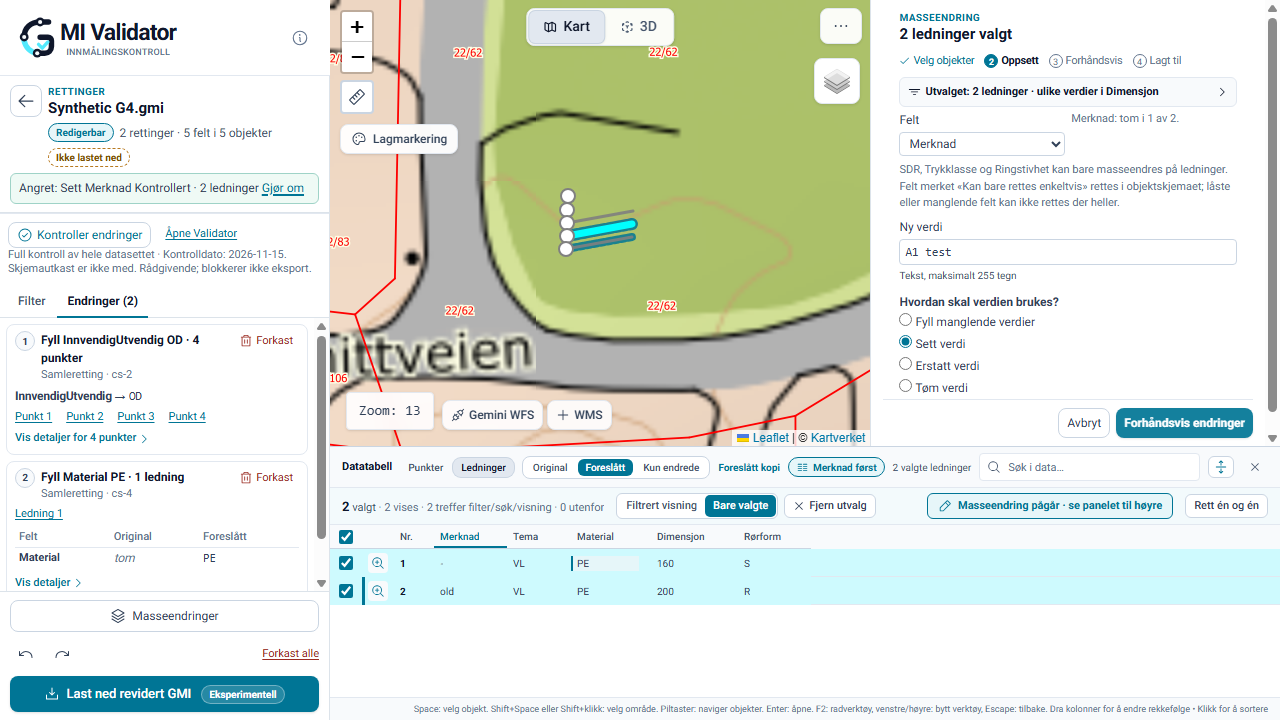 MI Validator
INNMÅLINGSKONTROLL
RETTINGER
Synthetic G4.gmi
Redigerbar 2 rettinger · 5 felt i 5 objekter
Ikke lastet ned
Angret: Sett Merknad Kontrollert · 2 ledninger Gjør om
Kontroller endringer Åpne Validator
Full kontroll av hele datasettet · Kontrolldato: 2026-11-15.
Skjemautkast er ikke med. Rådgivende; blokkerer ikke eksport.
Filter Endringer (2)
1 Fyll InnvendigUtvendig OD · 4 punkter Forkast
Samleretting · cs-2
InnvendigUtvendig → OD
Punkt 1 Punkt 2 Punkt 3 Punkt 4
Vis detaljer for 4 punkter
2 Fyll Material PE · 1 ledning Forkast
Samleretting · cs-4
Ledning 1
Felt Original Foreslått
Material tom PE
Vis detaljer
Masseendringer
Forkast alle
Last ned revidert GMI Eksperimentell
+
−
Kart 3D
...
Lagmarkering
22/62
22/62
2/83
22/62
22/62
106
ittveien
Zoom: 13 Gemini WFS + WMS
Leaflet | © Kartverket
MASSEENDRING
2 ledninger valgt
Velg objekter 2 Oppsett 3 Forhåndsvis 4 Lagt til
Utvalget: 2 ledninger · ulike verdier i Dimensjon
Felt Merknad: tom i 1 av 2.
Merknad
SDR, Trykklasse og Ringstivhet kan bare masseendres på ledninger.
Felt merket «Kan bare rettes enkeltvis» rettes i objektskjemaet; låste
eller manglende felt kan ikke rettes der heller.
Ny verdi
A1 test
Tekst, maksimalt 255 tegn
Hvordan skal verdien brukes?
Fyll manglende verdier
Sett verdi
Erstatt verdi
Tøm verdi
Avbryt Forhåndsvis endringer
Datatabell Punkter Ledninger Original Foreslått Kun endrede Foreslått kopi Merknad først 2 valgte ledninger Søk i data…
2 valgt · 2 vises · 2 treffer filter/søk/visning · 0 utenfor Filtrert visning Bare valgte Fjern utvalg Masseendring pågår · se panelet til høyre Rett én og én
Nr. Merknad Tema Material Dimensjon Rørform
1 · VL PE 160 S
2 old VL PE 200 R
Space: velg objekt. Shift+Space eller Shift+klikk: velg område. Piltaster: naviger objekter. Enter: åpne. F2: radverktøy, venstre/høyre: bytt verktøy, Escape: tilbake. Dra kolonner for å endre rekkefølge • Klikk for å sortere